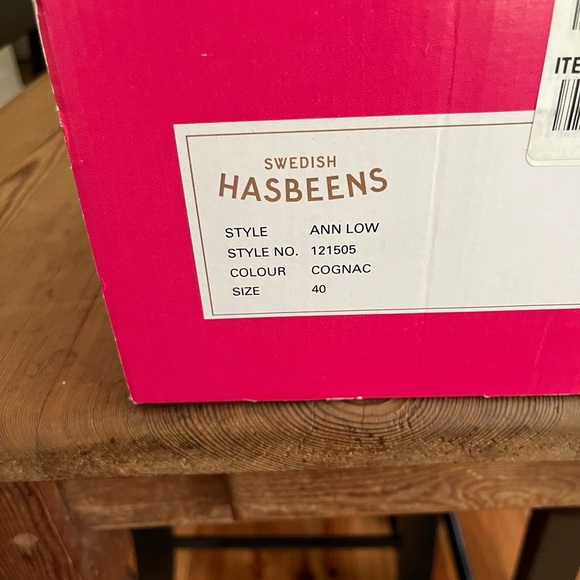 ITE
SWEDISH
HASBEENS
STYLE ANN LOW
STYLE NO. 121505
COLOUR COGNAC
SIZE 40